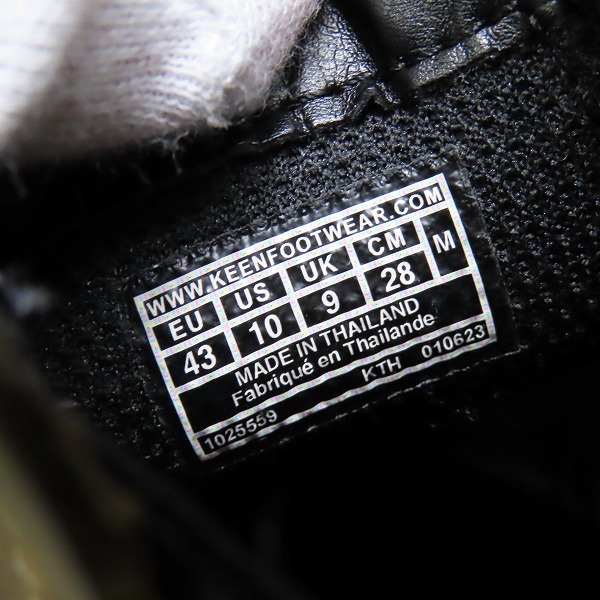 WWW.KEENFOOTWEAR.COM
EU US UK CM M
43 10 9 28
MADE IN THAILAND
Fabriqué en Thaïlande
KTH 010623
1025559